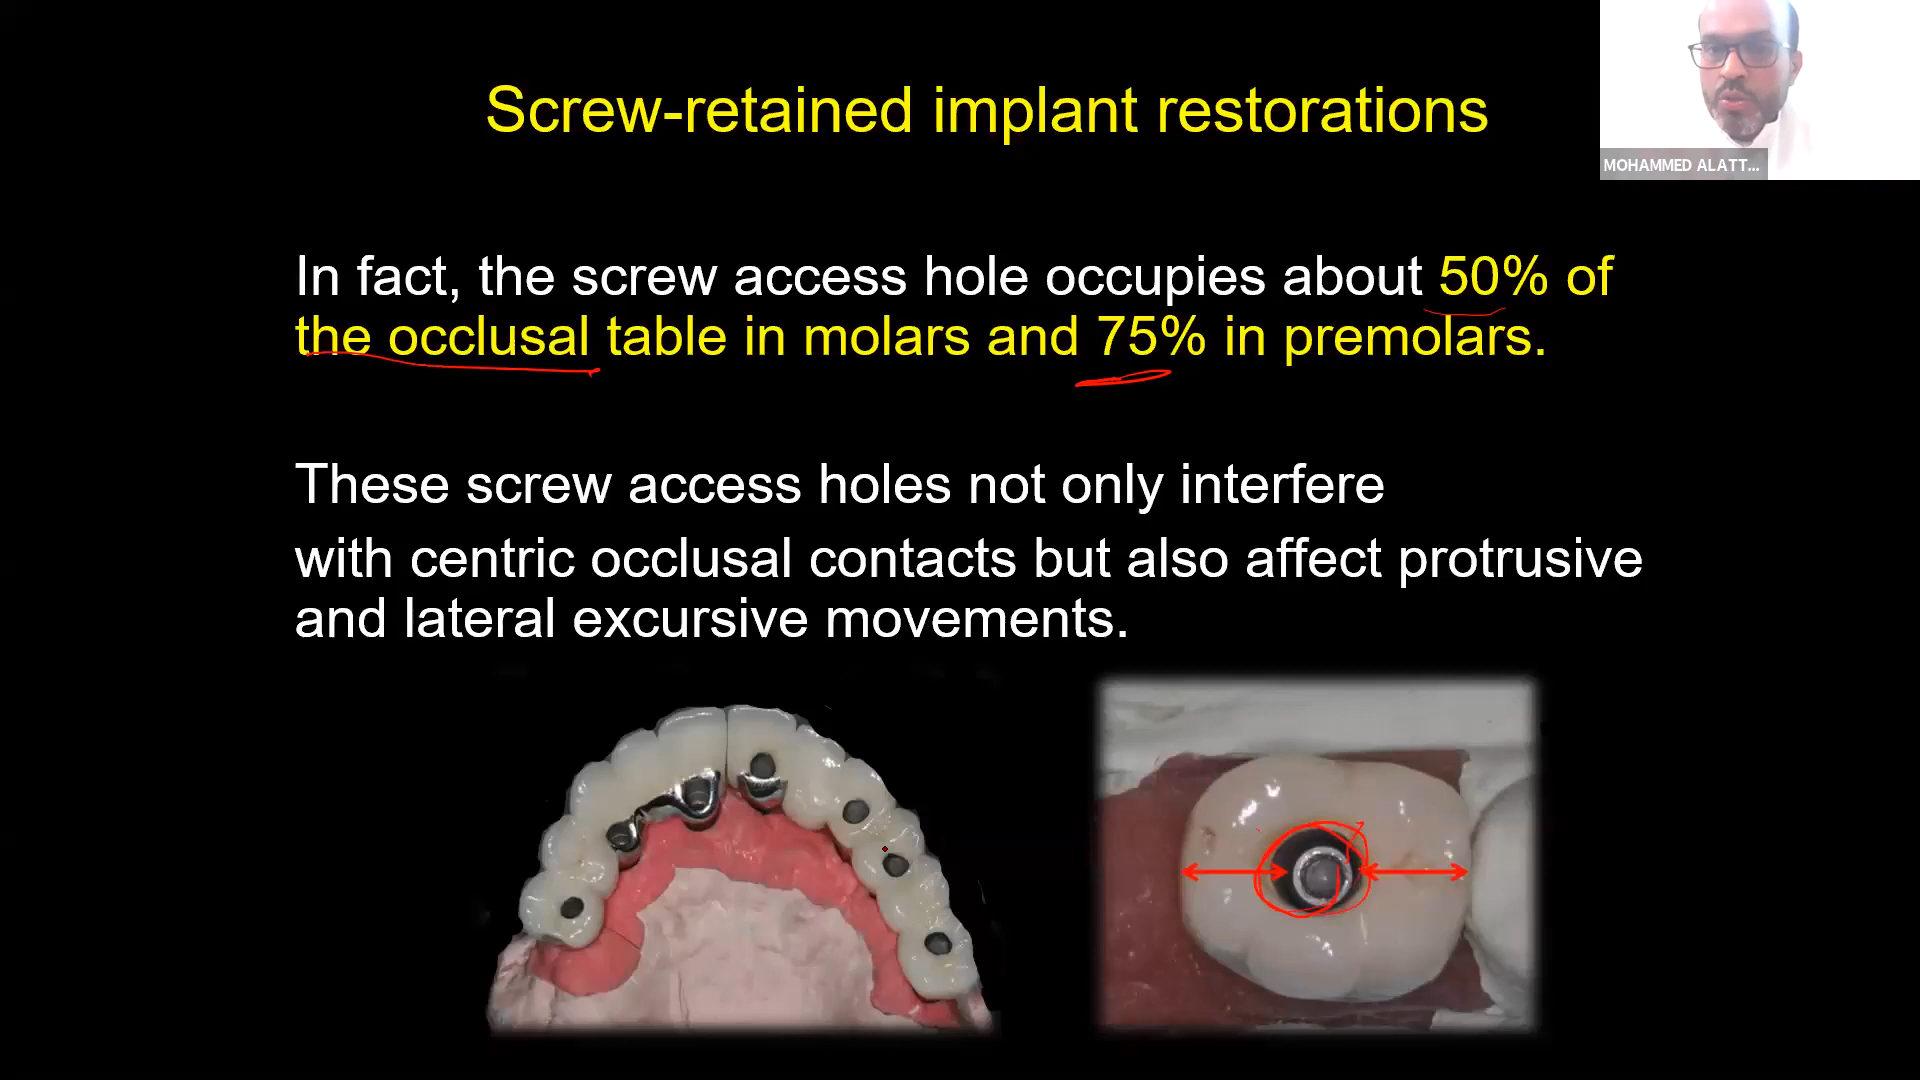 Screw-retained implant restorations
MOHAMMED ALATT...
In fact, the screw access hole occupies about 50% of
the occlusal table in molars and 75% in premolars.
These screw access holes not only interfere
with centric occlusal contacts but also affect protrusive
and lateral excursive movements.